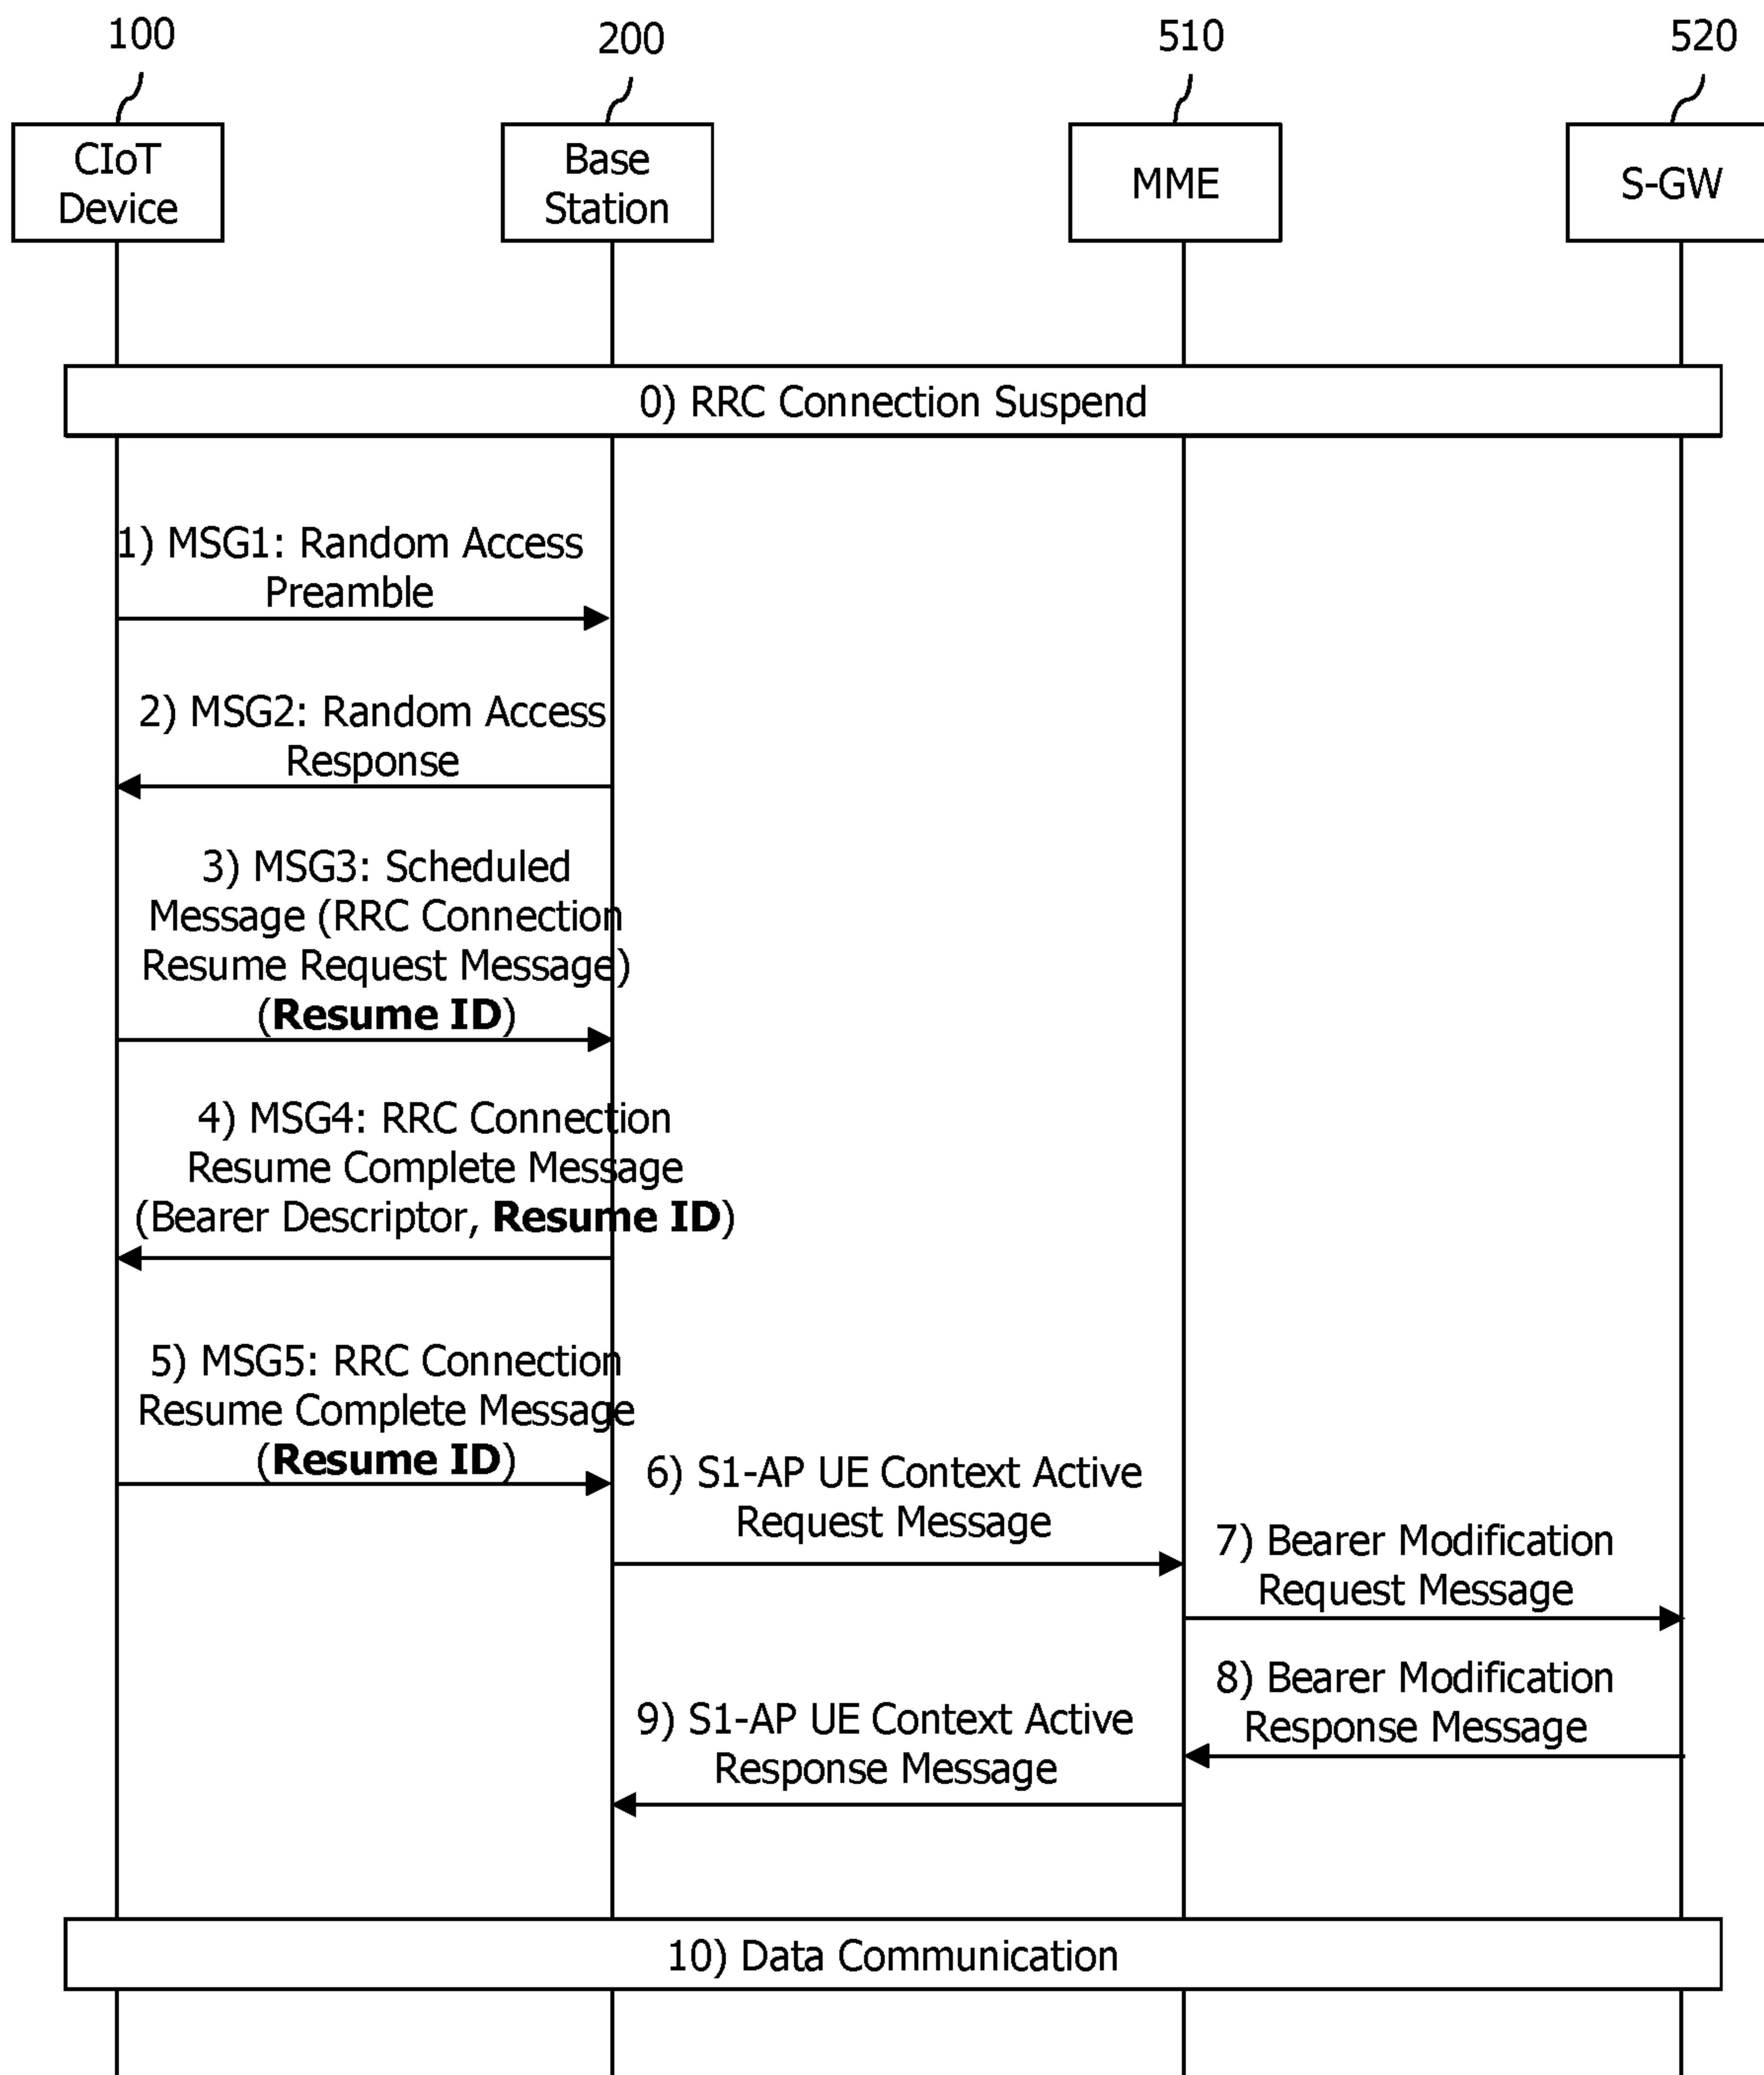 100
200
510
520
CIoT
Device
Base
Station
MME
S-GW
0) RRC Connection Suspend
1) MSG1: Random Access
Preamble
2) MSG2: Random Access
Response
3) MSG3: Scheduled
Message (RRC Connection
Resume Request Message)
(Resume ID)
4) MSG4: RRC Connection
Resume Complete Message
(Bearer Descriptor, Resume ID)
5) MSG5: RRC Connection
Resume Complete Message
(Resume ID)
6) S1-AP UE Context Active
Request Message
7) Bearer Modification
Request Message
8) Bearer Modification
Response Message
9) S1-AP UE Context Active
Response Message
10) Data Communication